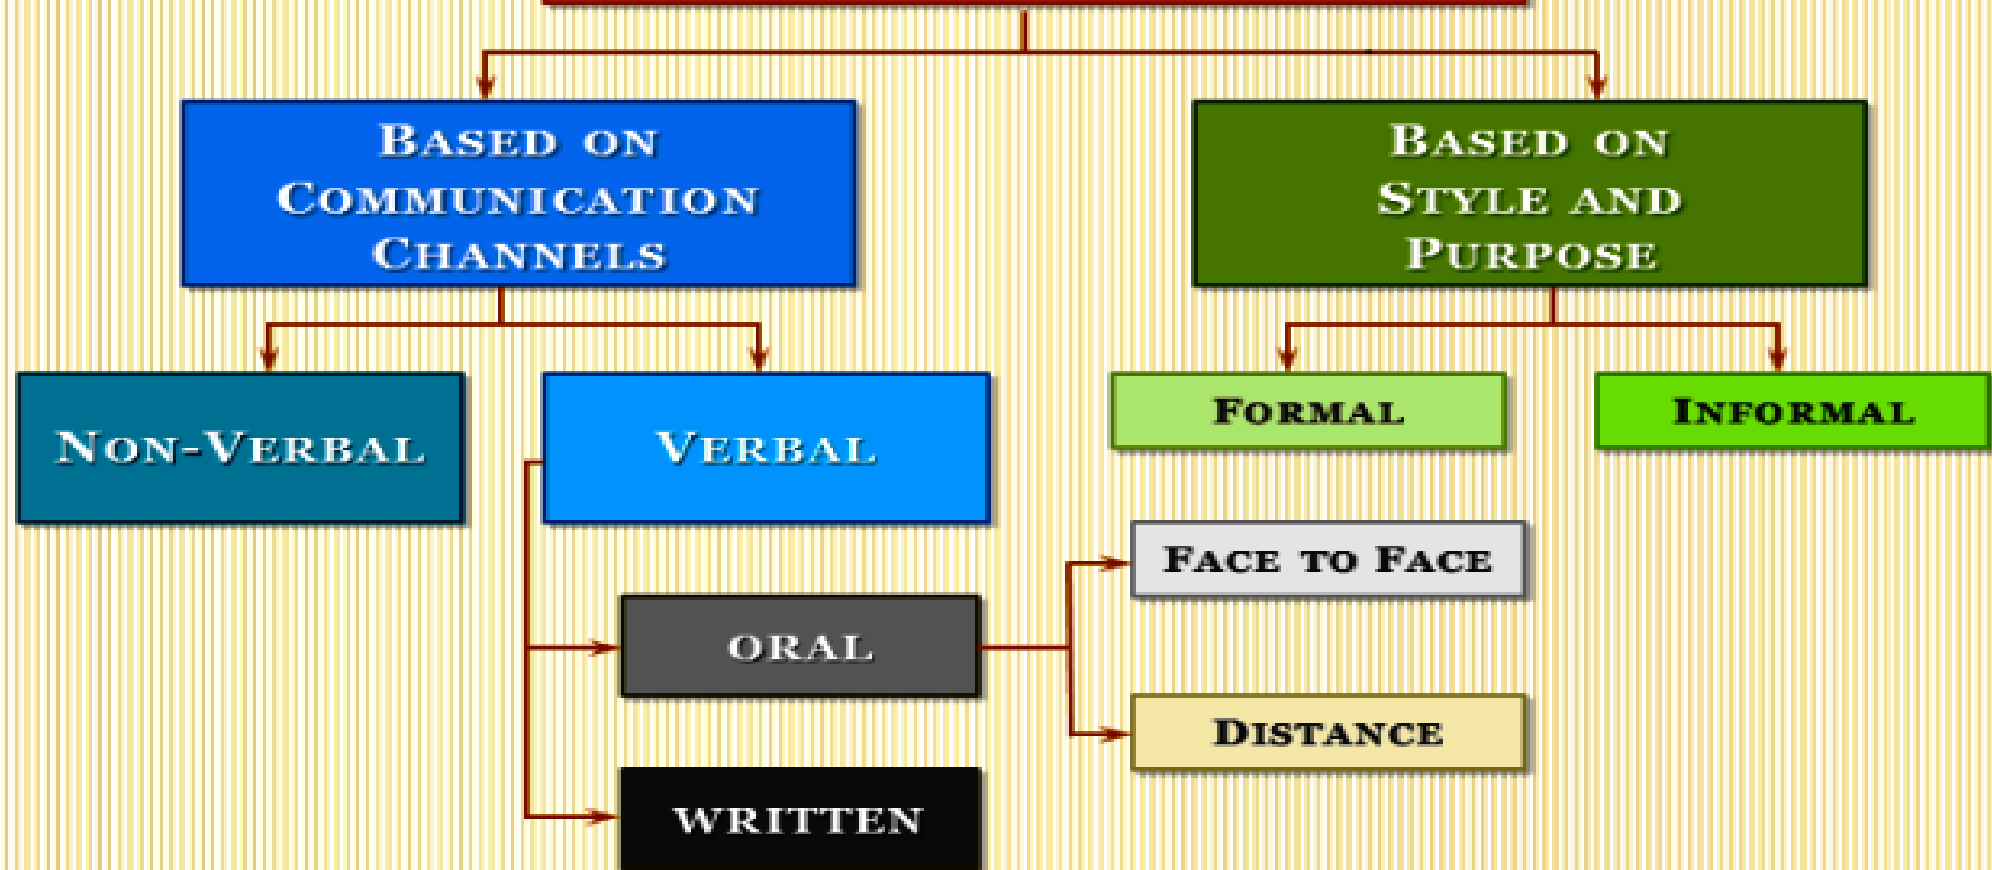 BASED ON
COMMUNICATION
CHANNELS
BASED ON
STYLE AND
PURPOSE
NON-VERBAL
VERBAL
FORMAL
INFORMAL
FACE TO FACE
ORAL
DISTANCE
WRITTEN